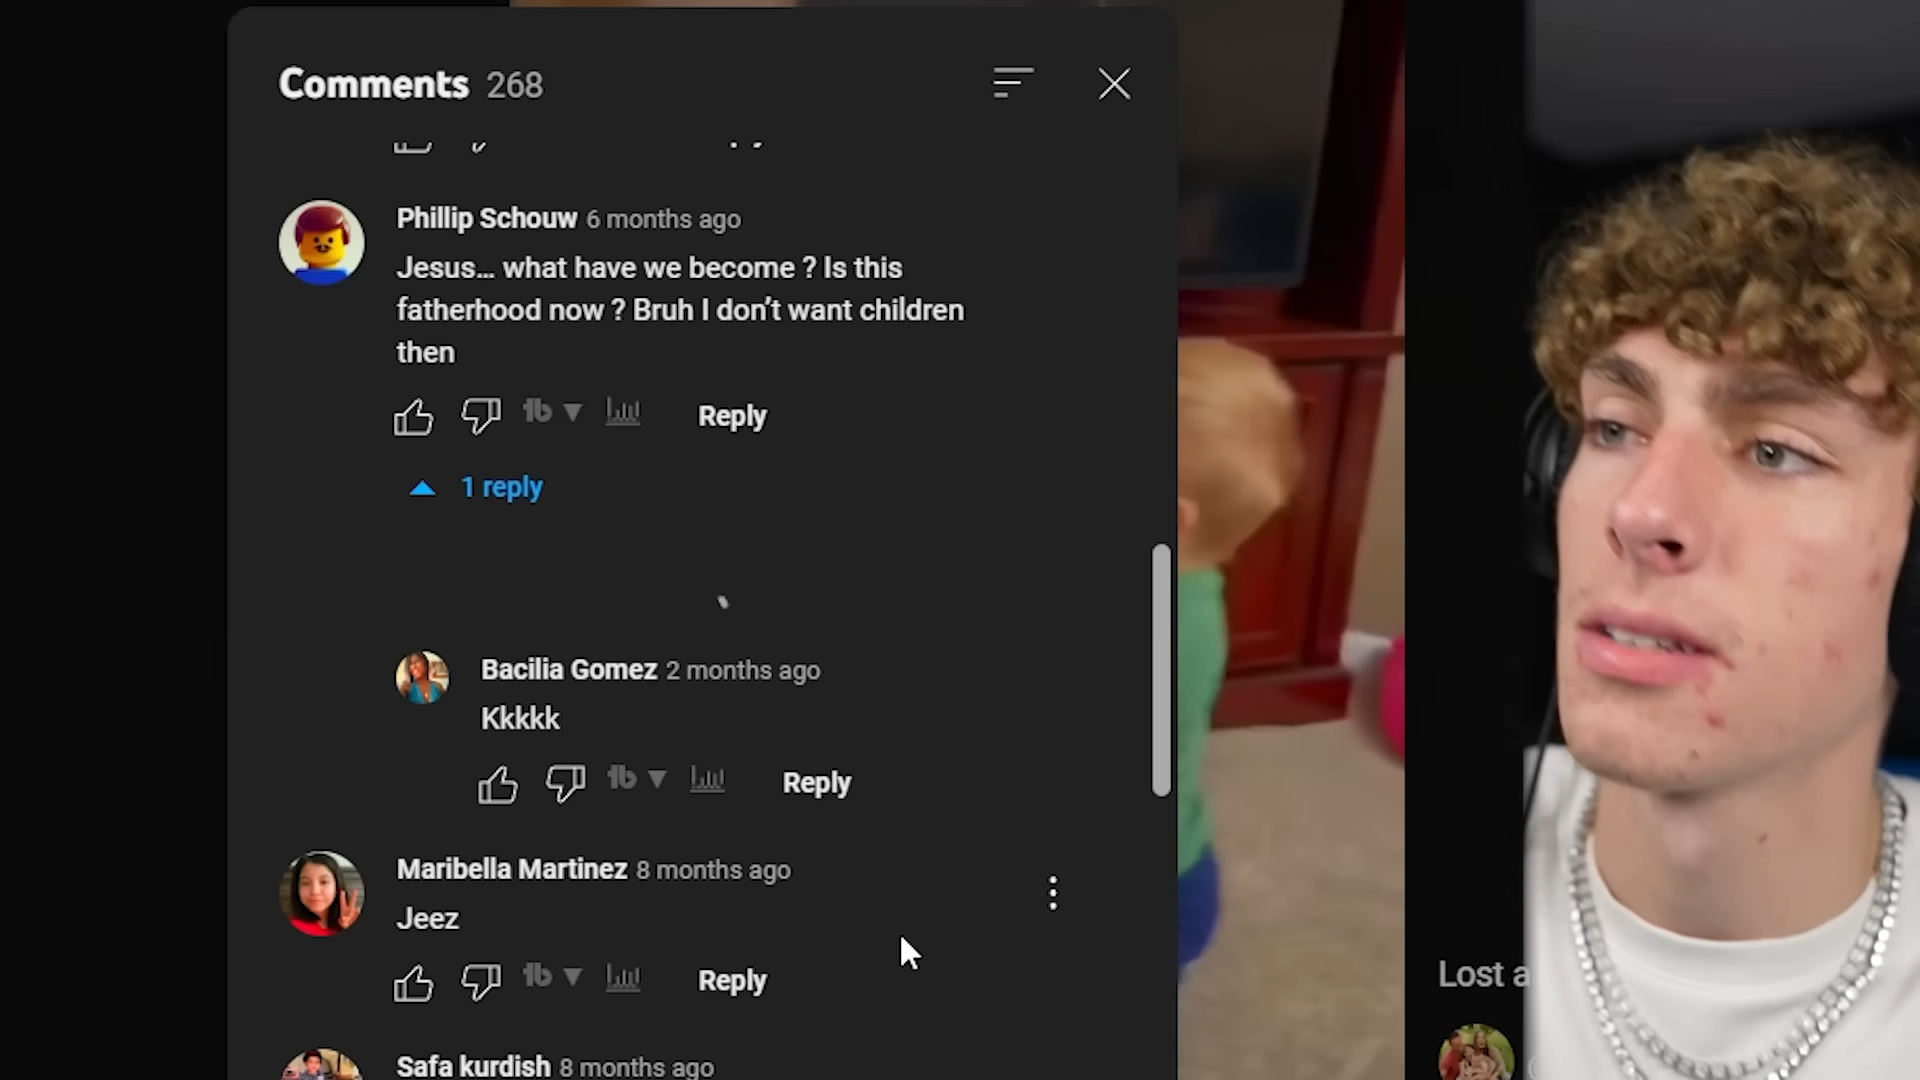 Comments 268
Phillip Schouw 6 months ago
Jesus... what have we become ? Is this
fatherhood now ? Bruh I don't want children
then
Reply
1 reply
Bacilia Gomez 2 months ago
Kkkkk
Reply
Maribella Martinez 8 months ago
Jeez
Reply
Lost a
Safa kurdish 8 months ago